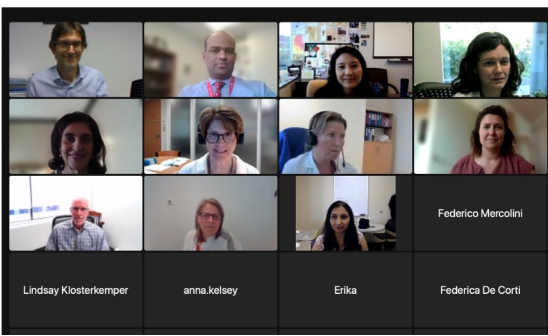 Federico Mercolini
Lindsay Klosterkemper
anna.kelsey
Erika
Federica De Corti